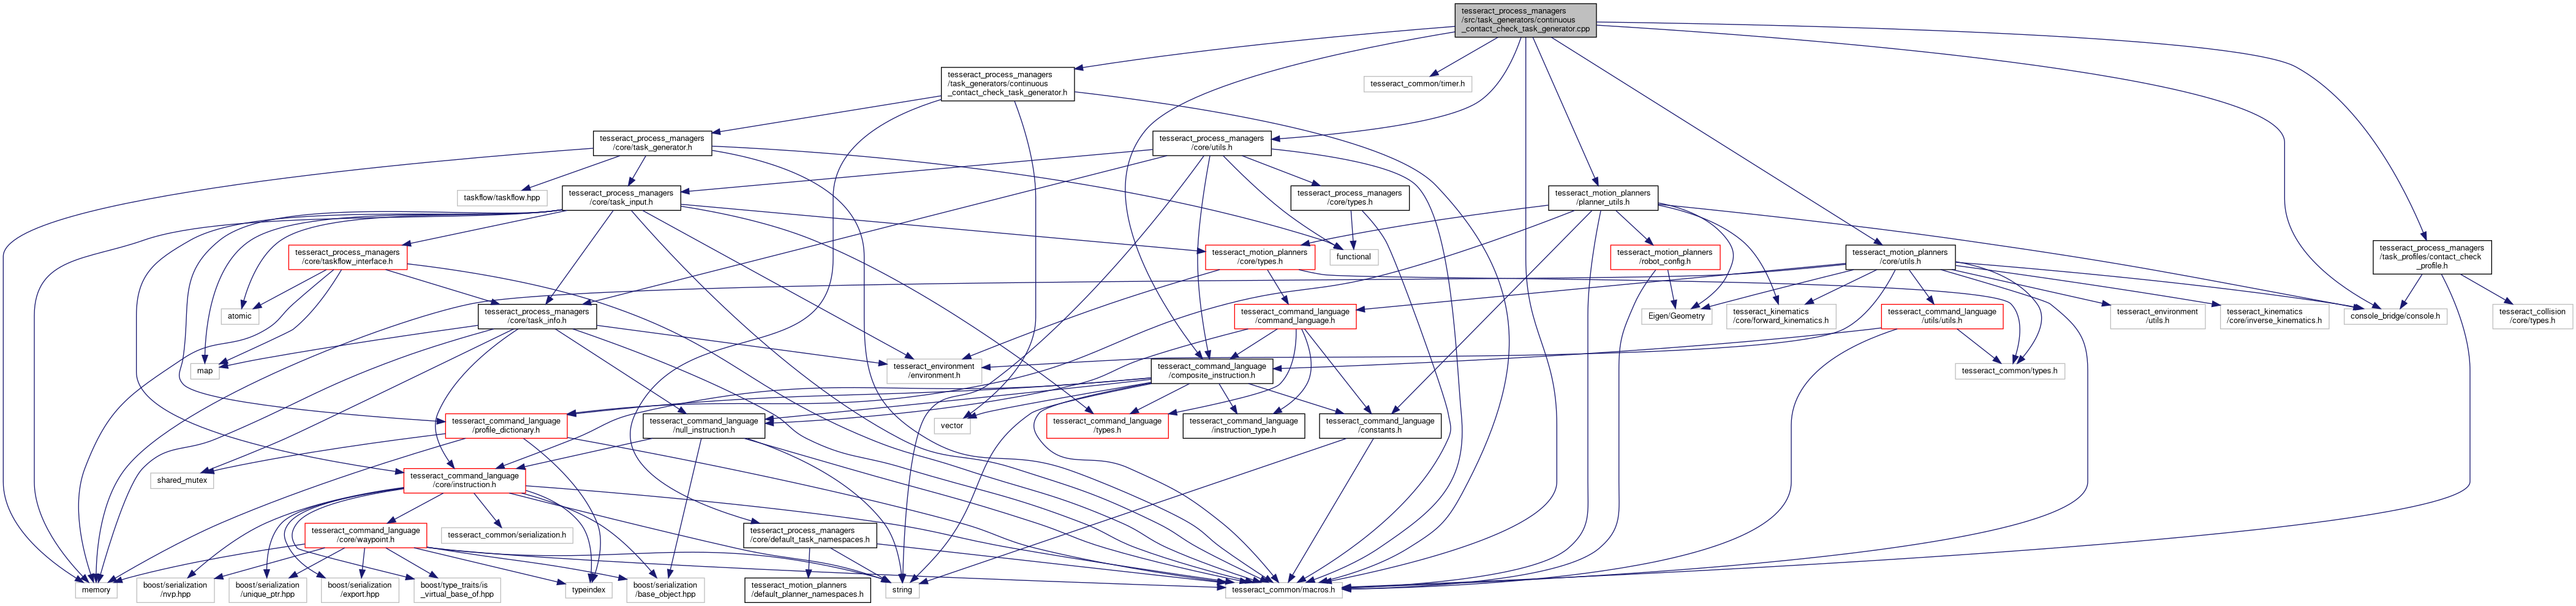 tesseract_process_managers
/src/task_generators/continuous
_contact_check_task_generator.cpp
tesseract_process_managers
/task_generators/continuous
_contact_check_task_generator.h
tesseract_common/timer.h
tesseract_process_managers
/core/task_generator.h
tesseract_process_managers
/core/utils.h
taskflow/taskflow.hpp
tesseract_process_managers
/core/task_input.h
tesseract_process_managers
/core/types.h
tesseract_motion_planners
/planner_utils.h
tesseract_process_managers
/core/taskflow_interface.h
tesseract_motion_planners
/core/types.h
functional
tesseract_motion_planners
/robot_config.h
tesseract_motion_planners
/core/utils.h
tesseract_process_managers
/task_profiles/contact_check
_profile.h
atomic
tesseract_process_managers
/core/task_info.h
tesseract_command_language
/command_language.h
Eigen/Geometry
tesseract_kinematics
/core/forward_kinematics.h
tesseract_command_language
/utils/utils.h
tesseract_environment
/utils.h
tesseract_kinematics
/core/inverse_kinematics.h
console_bridge/console.h
tesseract_collision
/core/types.h
map
tesseract_environment
/environment.h
tesseract_command_language
/composite_instruction.h
tesseract_common/types.h
tesseract_command_language
/profile_dictionary.h
tesseract_command_language
/null_instruction.h
vector
tesseract_command_language
/types.h
tesseract_command_language
/instruction_type.h
tesseract_command_language
/constants.h
shared_mutex
tesseract_command_language
/core/instruction.h
tesseract_command_language
/core/waypoint.h
tesseract_common/serialization.h
tesseract_process_managers
/core/default_task_namespaces.h
memory
boost/serialization
/nvp.hpp
boost/serialization
/unique_ptr.hpp
boost/serialization
/export.hpp
boost/type_traits/is
_virtual_base_of.hpp
typeindex
boost/serialization
/base_object.hpp
tesseract_motion_planners
/default_planner_namespaces.h
string
tesseract_common/macros.h